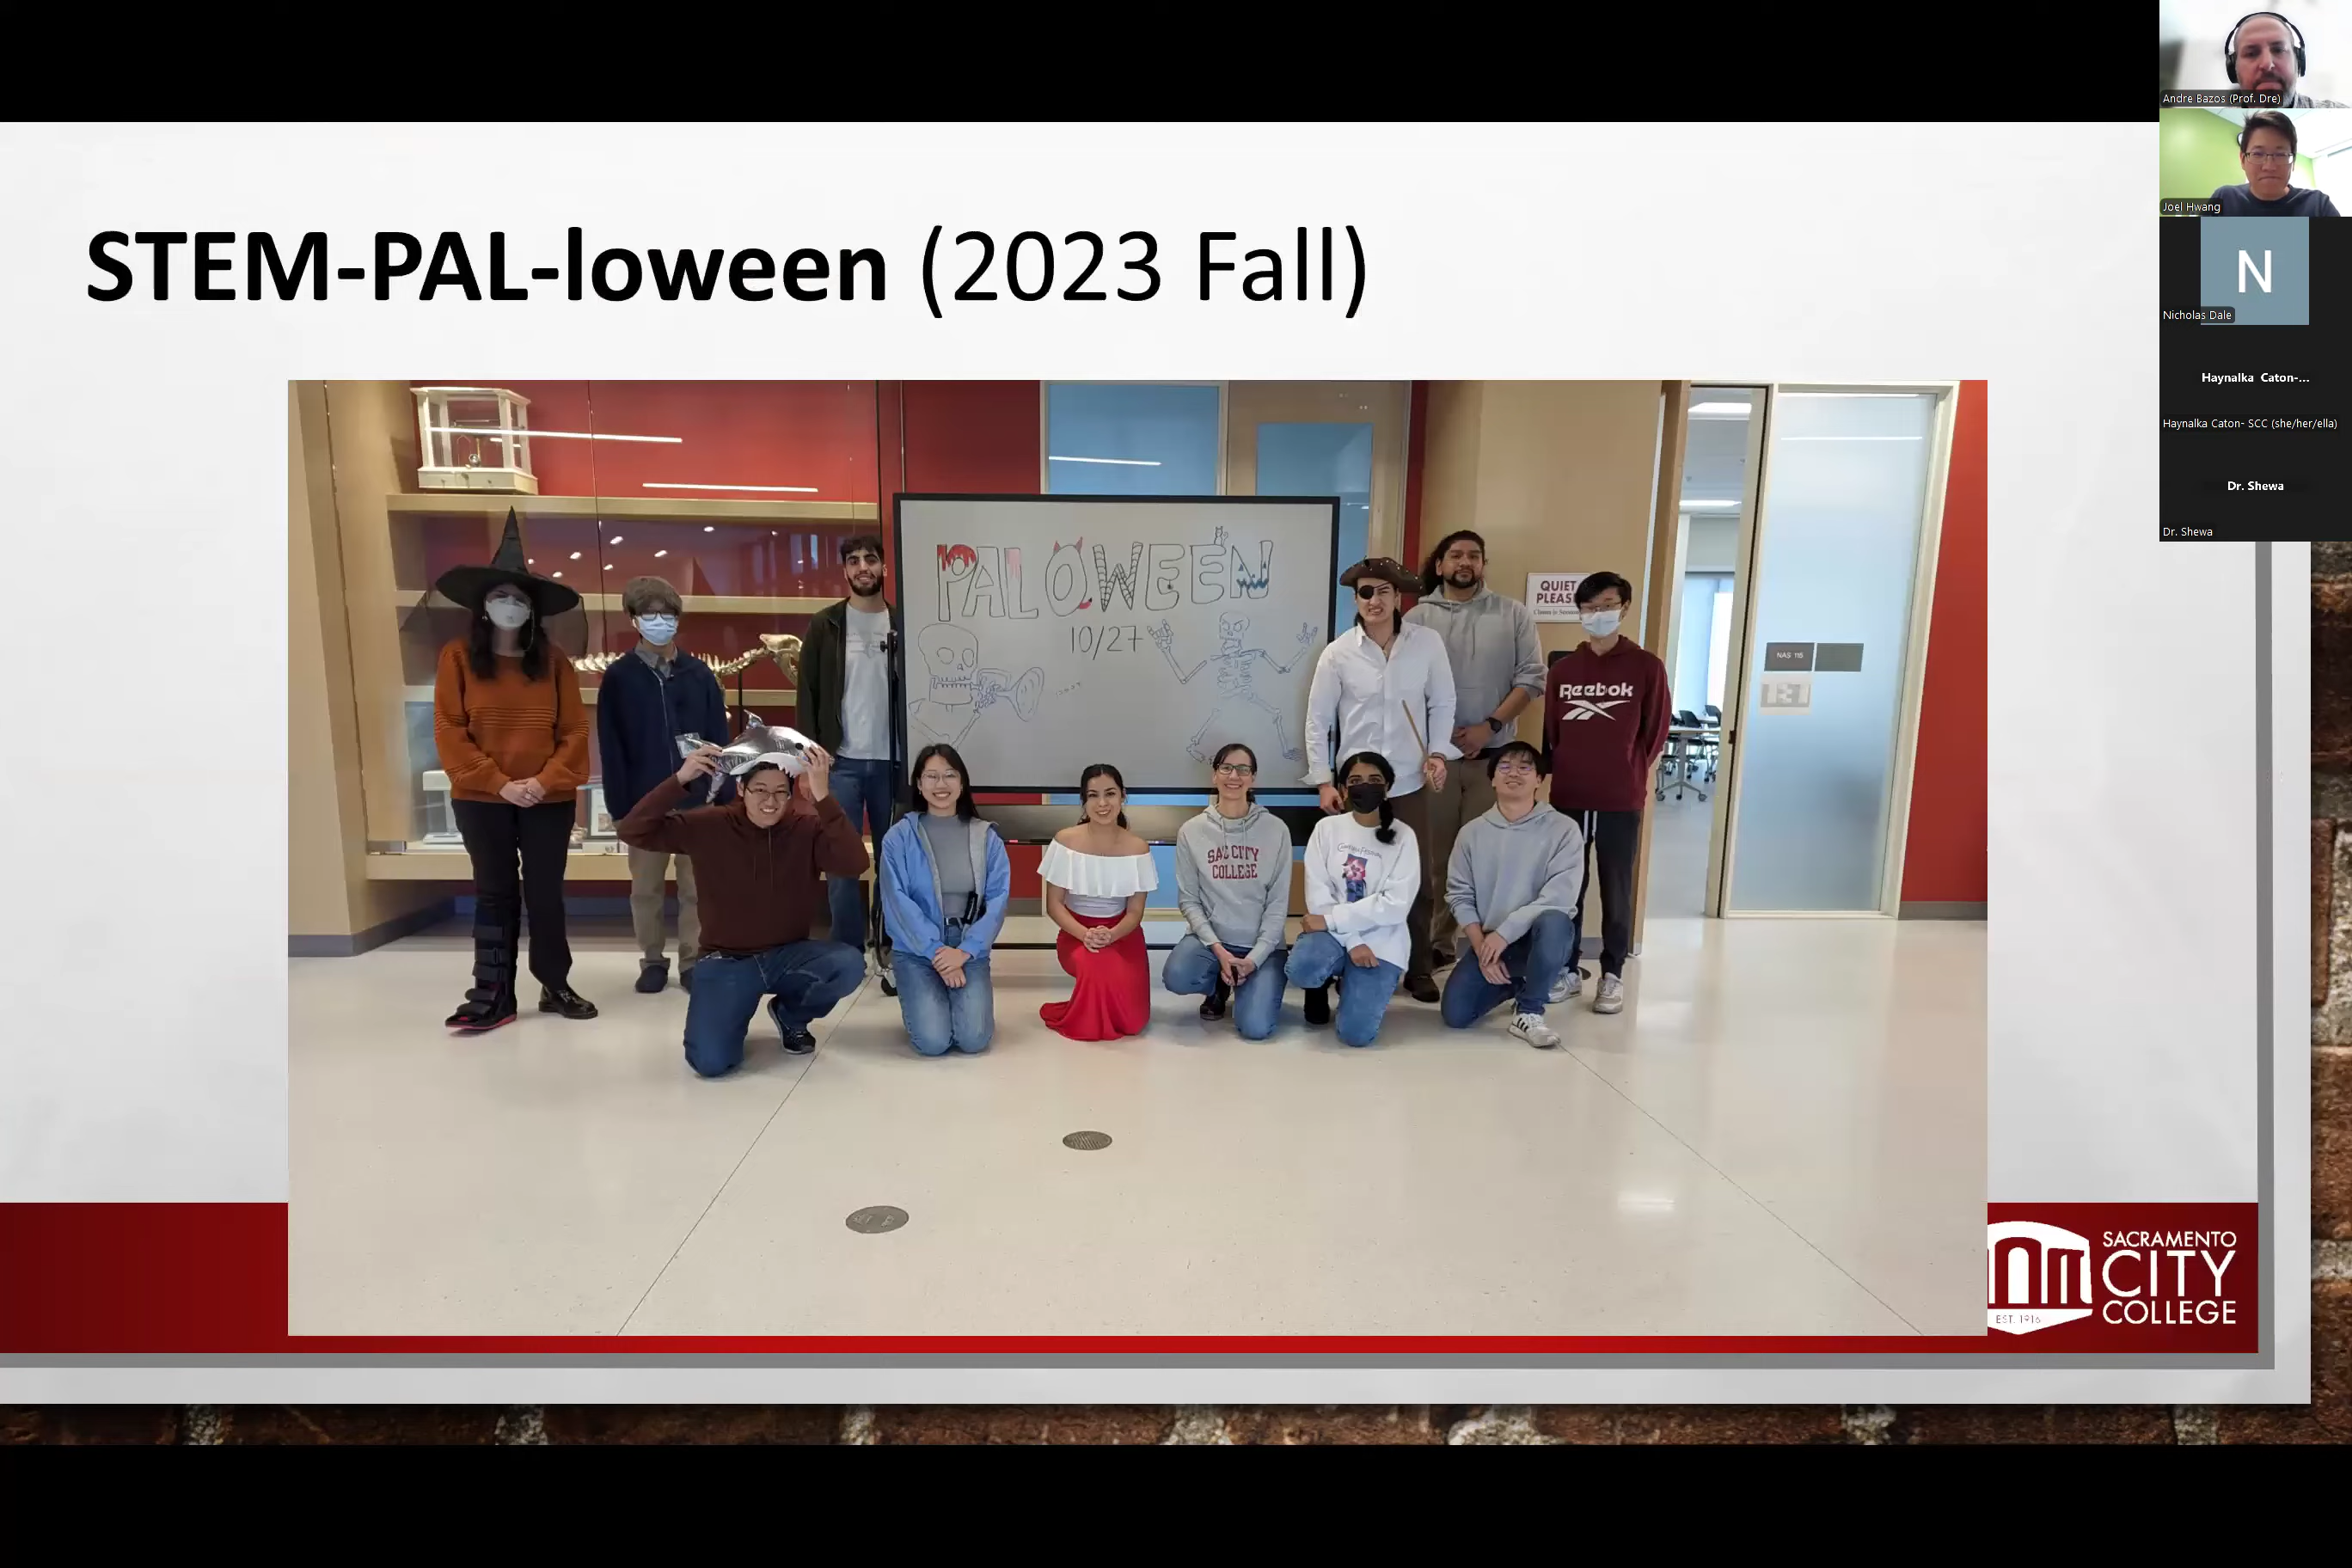 STEM-PAL-loween (2023 Fall)
PALOWEEN
10/27
QUIET
PLEASE
NAS 115
Reebok
SAC CITY
COLLEGE
SACRAMENTO
CITY
COLLEGE
EST. 1916
Andre Bazos (Prof. Dre)
Joel Hwang
N
Nicholas Dale
Haynalka Caton-...
Haynalka Caton- SCC (she/her/ella)
Dr. Shewa
Dr. Shewa